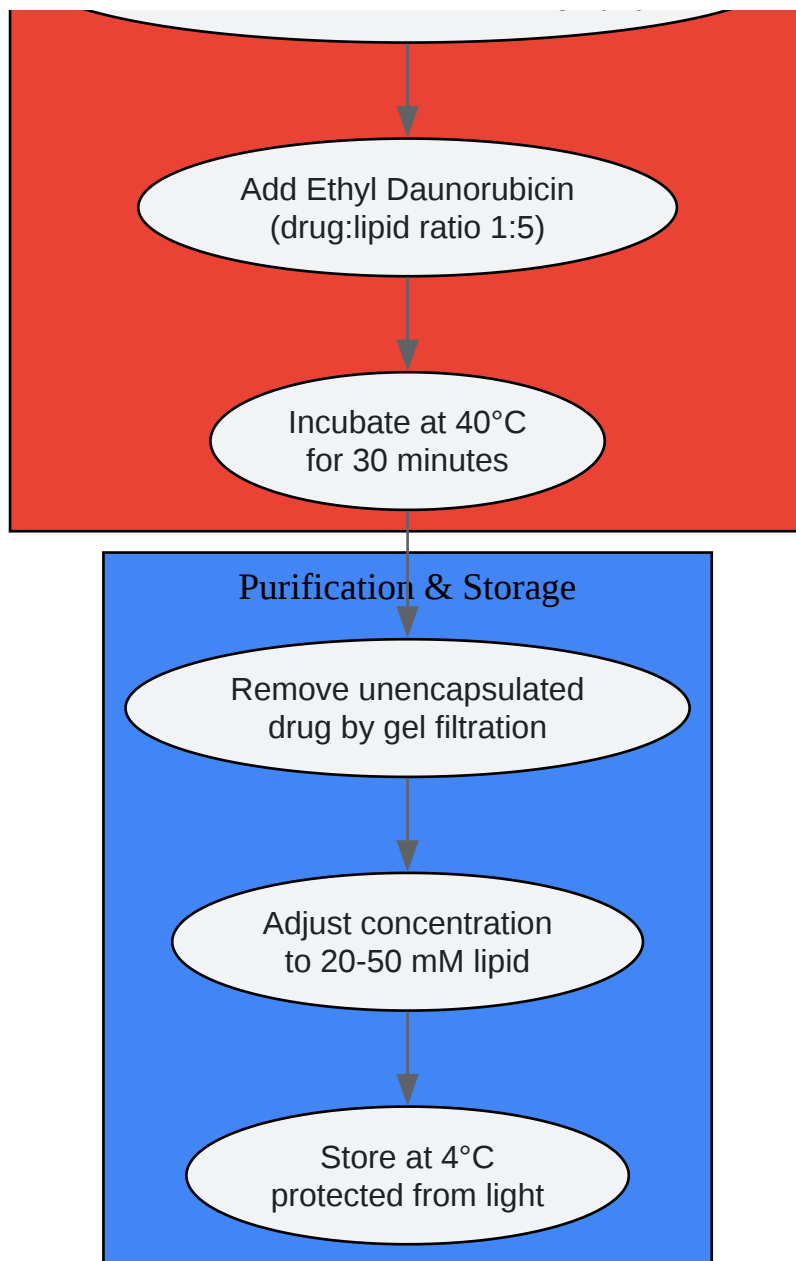 Add Ethyl Daunorubicin
(drug:lipid ratio 1:5)
Incubate at 40°C
for 30 minutes
Purification & Storage
Remove unencapsulated
drug by gel filtration
Adjust concentration
to 20-50 mM lipid
Store at 4°C
protected from light